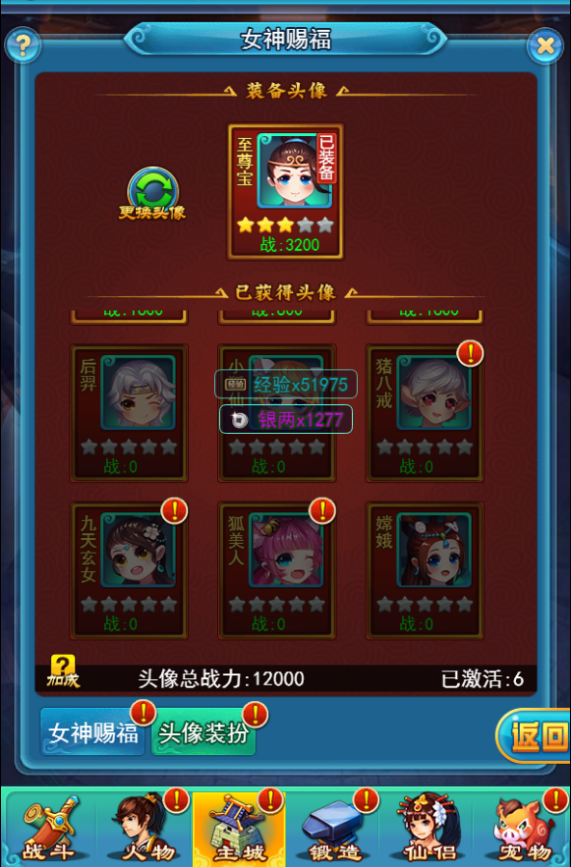 女神赐福
装备头像
至尊宝
已装备
更换头像
战:3200
已获得头像
后羿
猪八戒
经验
经验x51975
银两x1277
战:0
战:0
战:0
九天玄女
狐美人
嫦娥
战:0
战:0
战:0
?
加成
头像总战力:12000
已激活:6
女神赐福
头像装扮
返回
战斗
人物
主城
锻造
仙侣
宠物